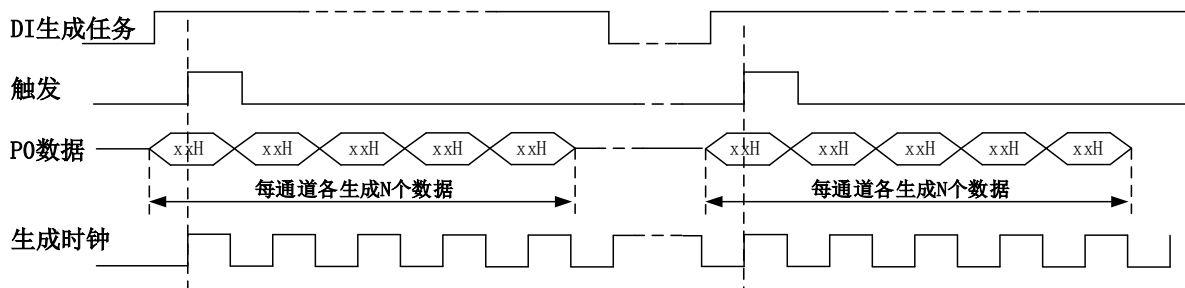 DI生成任务
触发
P0数据
xxH xxH xxH xxH xxH xxH xxH xxH xxH xxH
每通道各生成N个数据 每通道各生成N个数据
生成时钟